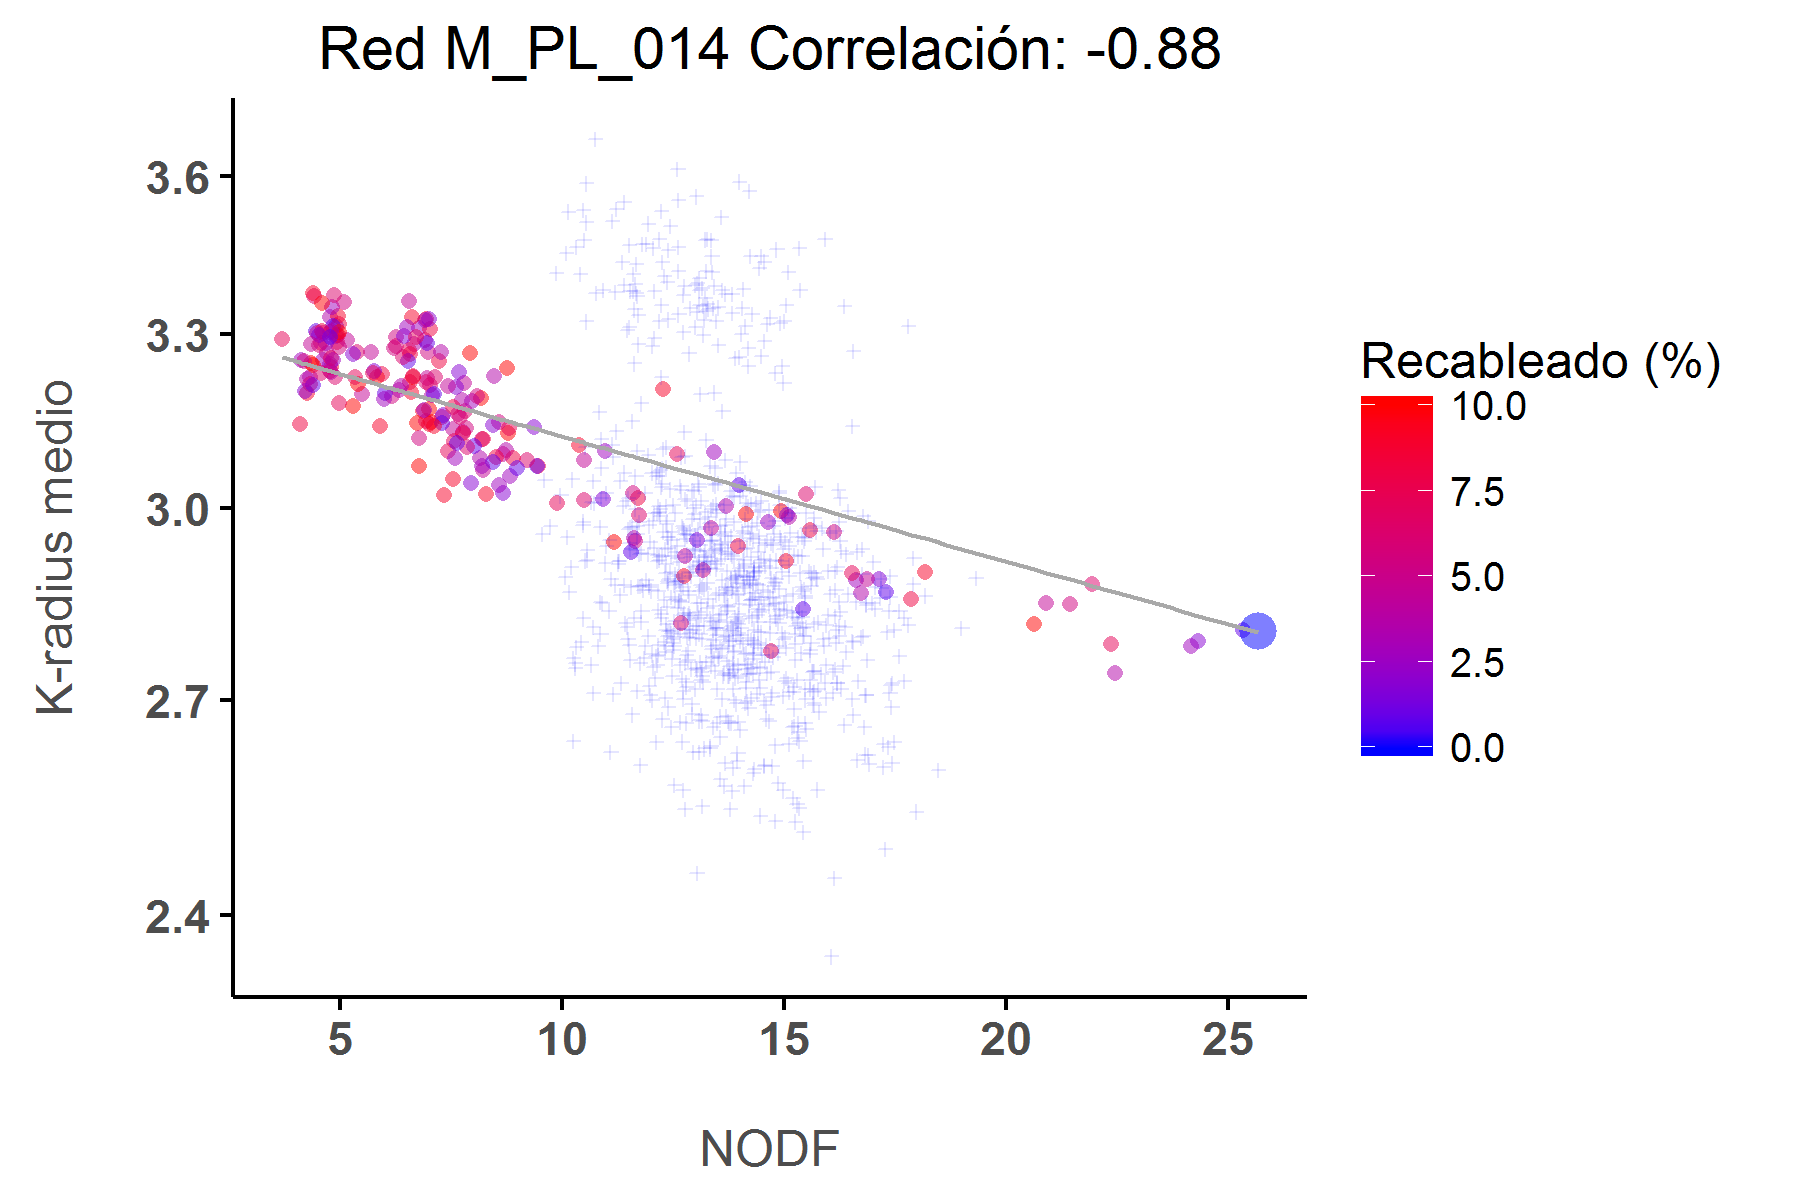 Red M_PL_014 Correlación: -0.88
3.6
3.3
3.0
2.7
2.4
K-radius medio
5 10 15 20 25
NODF
Recableado (%)
10.0
7.5
5.0
2.5
0.0